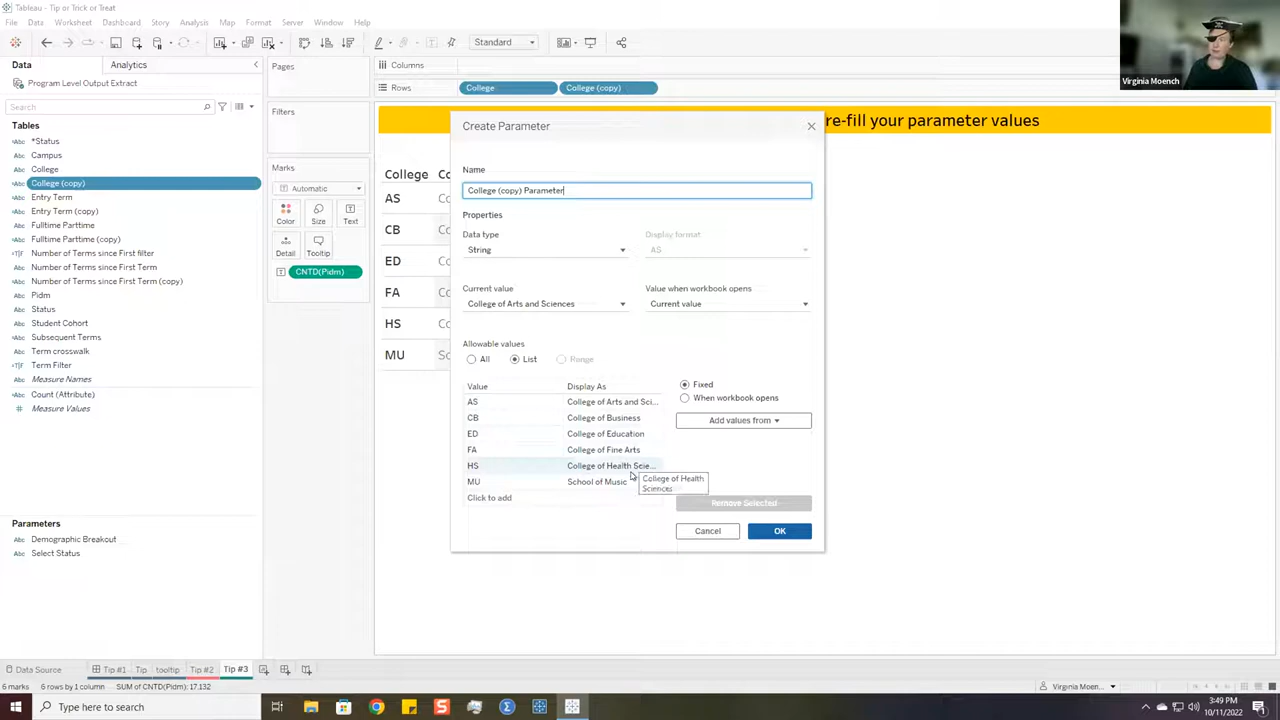 Tableau - Tip or Trick or Treat
File Data Worksheet Dashboard Story Analysis Map Format Server Window Help
Standard
Virginia Moench
Data Analytics
Program Level Output Extract
Search
Tables
*Status
Campus
College
College (copy)
Entry Term
Entry Term (copy)
Fulltime Parttime
Fulltime Parttime (copy)
Number of Terms since First filter
Number of Terms since First Term
Number of Terms since First Term (copy)
Pidm
Status
Student Cohort
Subsequent Terms
Term crosswalk
Term Filter
Measure Names
Count (Attribute)
Measure Values
Parameters
Demographic Breakout
Select Status
Pages
Filters
Marks
Automatic
Color Size Text
Detail Tooltip
CNTD(Pidm)
Columns
Rows College College (copy)
re-fill your parameter values
College
AS
CB
ED
FA
HS
MU
Create Parameter
Name
College (copy) Parameter
Properties
Data type Display format
String AS
Current value Value when workbook opens
College of Arts and Sciences Current value
Allowable values
All List Range
Value Display As
AS College of Arts and Sci...
CB College of Business
ED College of Education
FA College of Fine Arts
HS College of Health Scie...
MU School of Music
Click to add
Fixed
When workbook opens
Add values from
College of Health
Sciences
Remove Selected
Cancel OK
Data Source Tip #1 Tip tooltip Tip #2 Tip #3
6 marks 6 rows by 1 column SUM of CNTD(Pidm): 17,132 Virginia Moen...
Type here to search
3:49 PM
10/11/2022